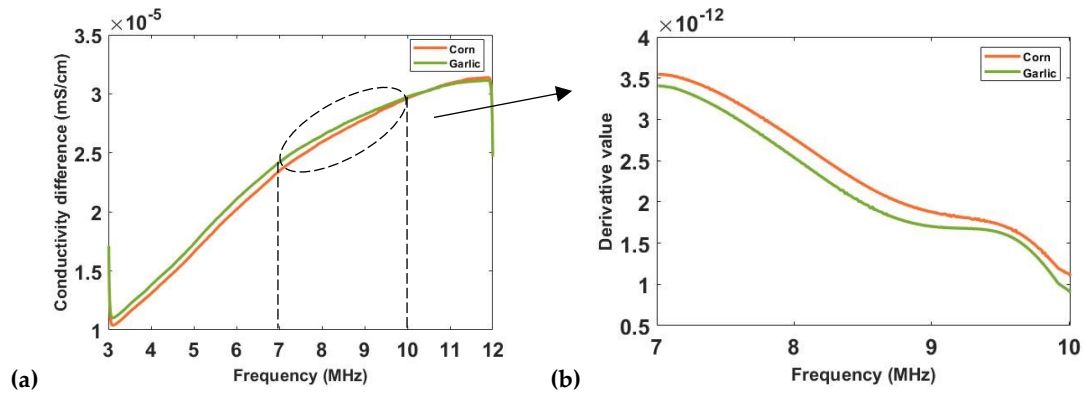 ×10⁻⁵
3.5
3
2.5
2
1.5
1
Conductivity difference (mS/cm)
Corn
Garlic
3 4 5 6 7 8 9 10 11 12
Frequency (MHz)
(a)
×10⁻¹²
4
3.5
3
2.5
2
1.5
1
0.5
Derivative value
Corn
Garlic
7 8 9 10
Frequency (MHz)
(b)